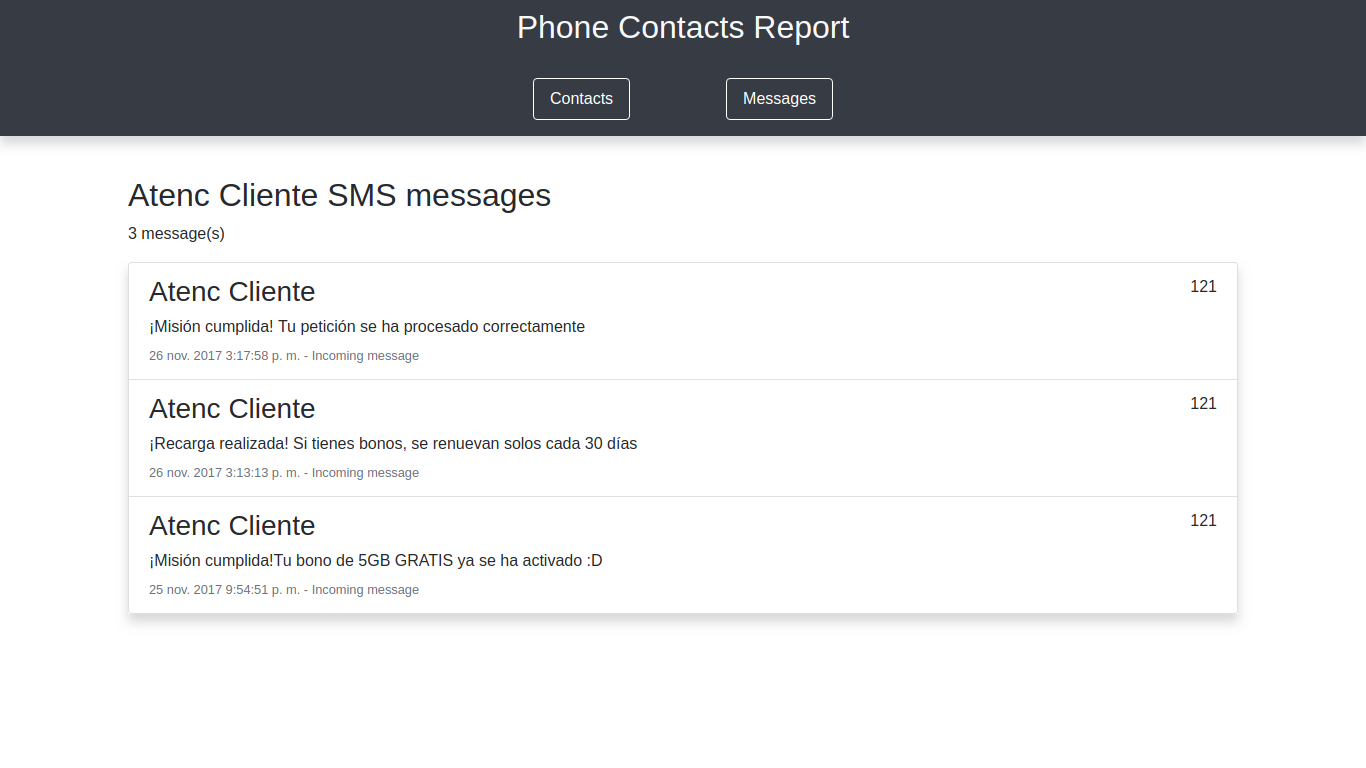 Phone Contacts Report
Contacts
Messages
Atenc Cliente SMS messages
3 message(s)
Atenc Cliente
121
¡Misión cumplida! Tu petición se ha procesado correctamente
26 nov. 2017 3:17:58 p. m. - Incoming message
Atenc Cliente
121
¡Recarga realizada! Si tienes bonos, se renuevan solos cada 30 días
26 nov. 2017 3:13:13 p. m. - Incoming message
Atenc Cliente
121
¡Misión cumplida!Tu bono de 5GB GRATIS ya se ha activado :D
25 nov. 2017 9:54:51 p. m. - Incoming message